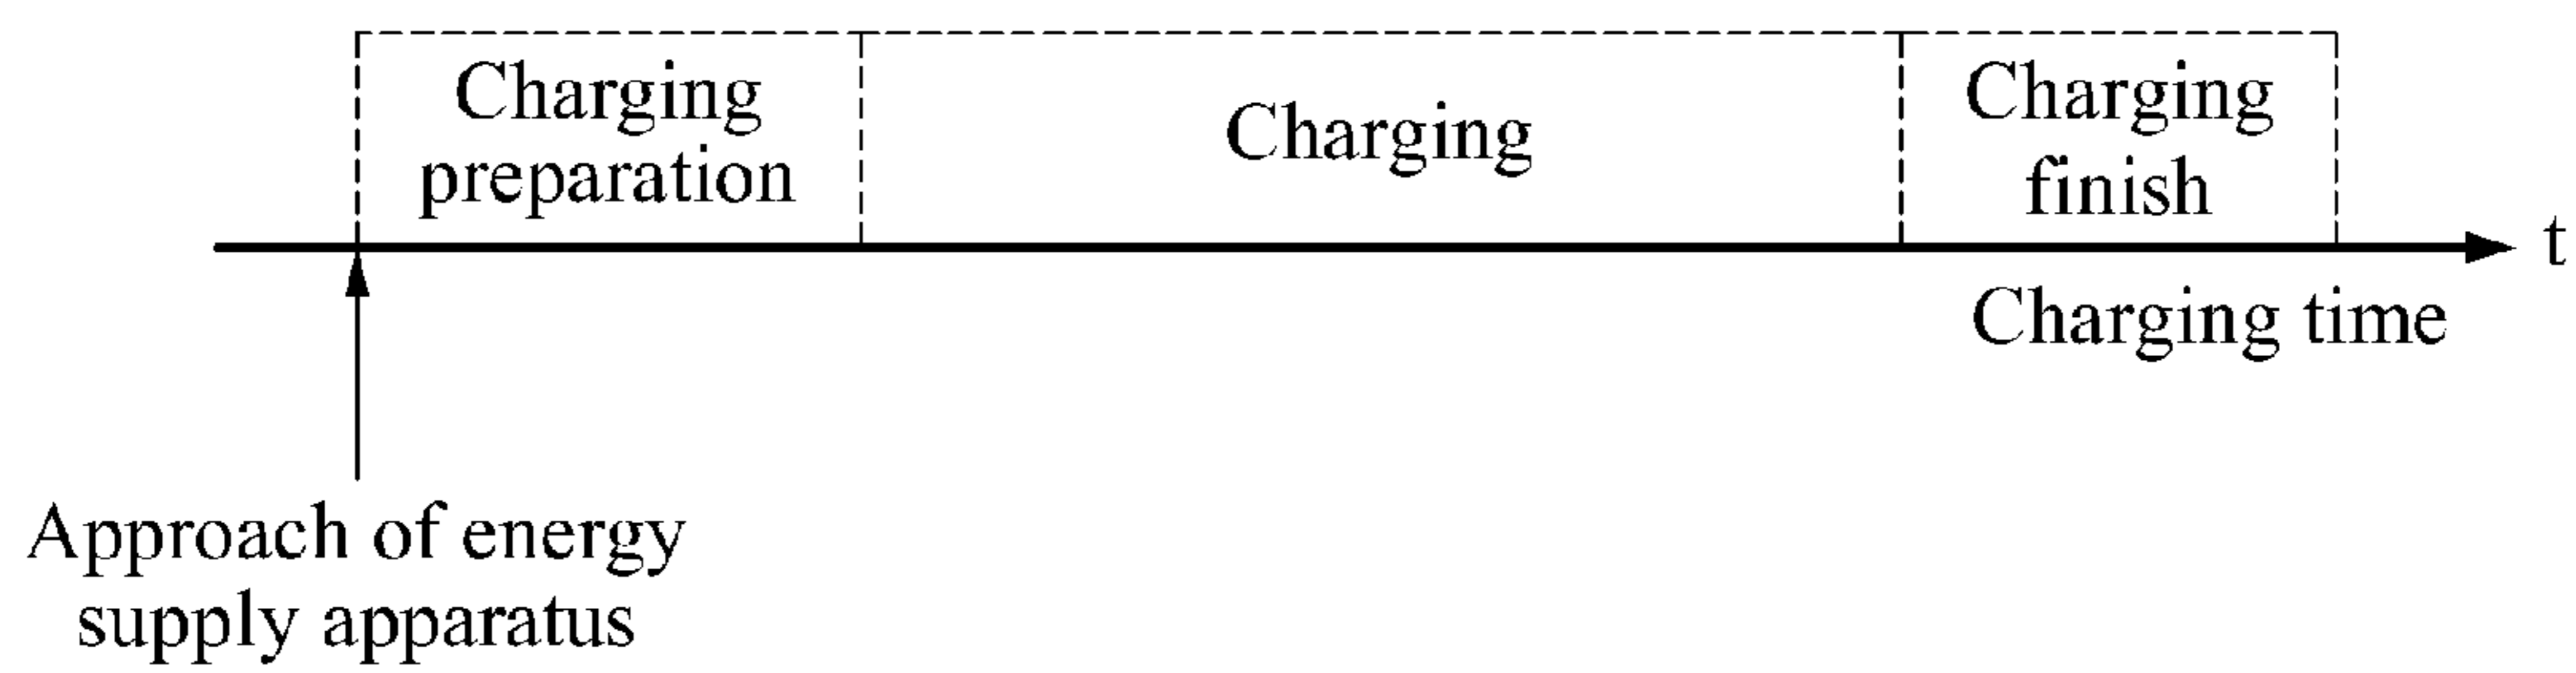 Charging
preparation
Charging
Charging
finish
t
Charging time
Approach of energy
supply apparatus